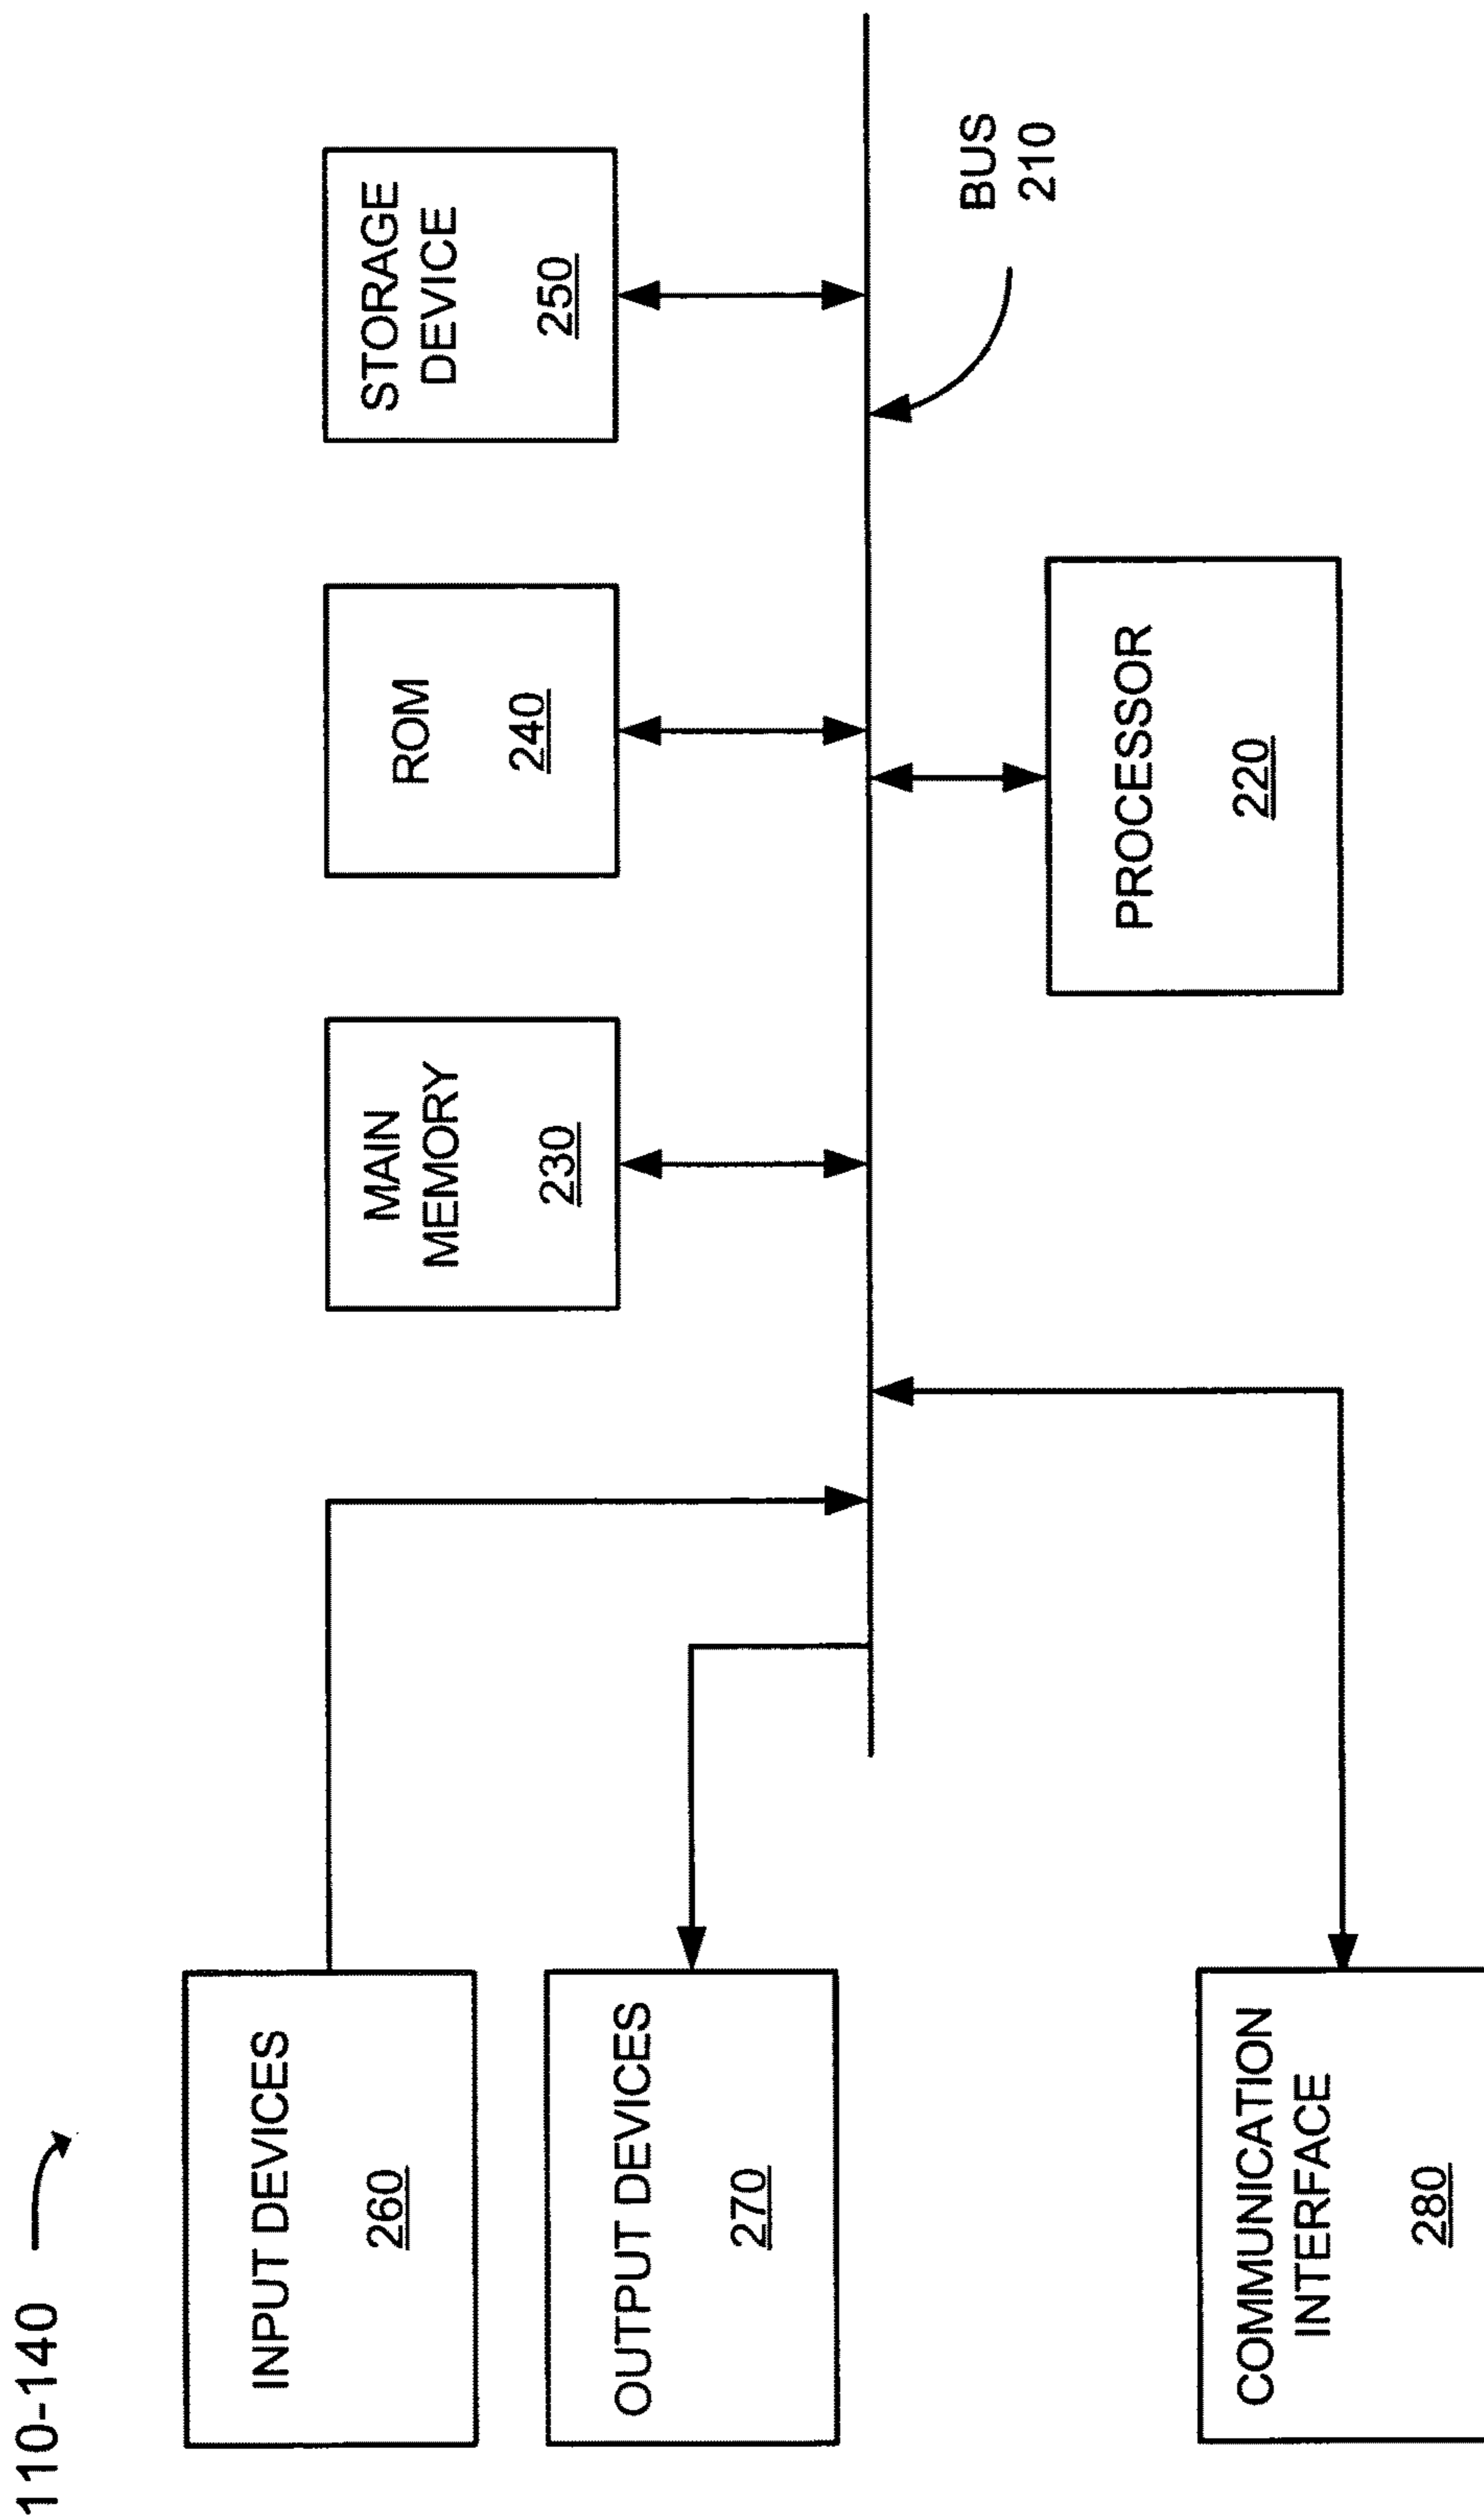 110-140
INPUT DEVICES
260
OUTPUT DEVICES
270
COMMUNICATION
INTERFACE
280
MAIN
MEMORY
230
ROM
240
STORAGE
DEVICE
250
PROCESSOR
220
BUS
210